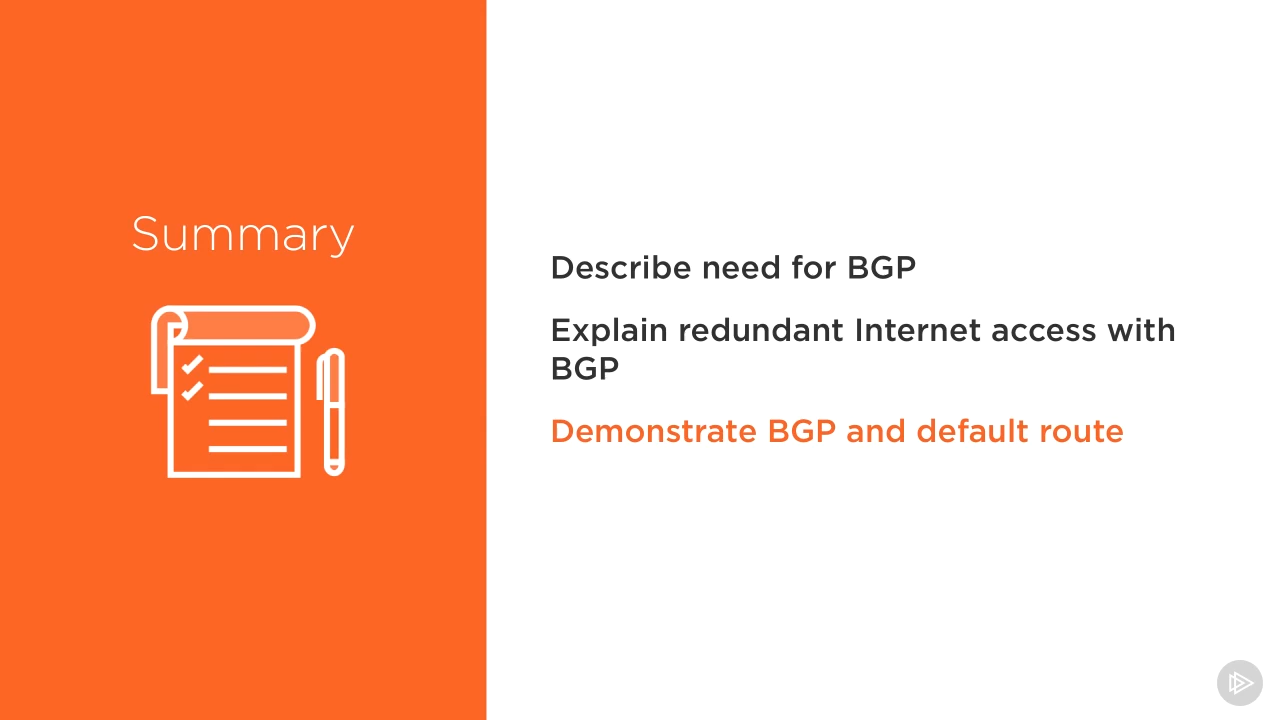 Summary
Describe need for BGP
Explain redundant Internet access with
BGP
Demonstrate BGP and default route